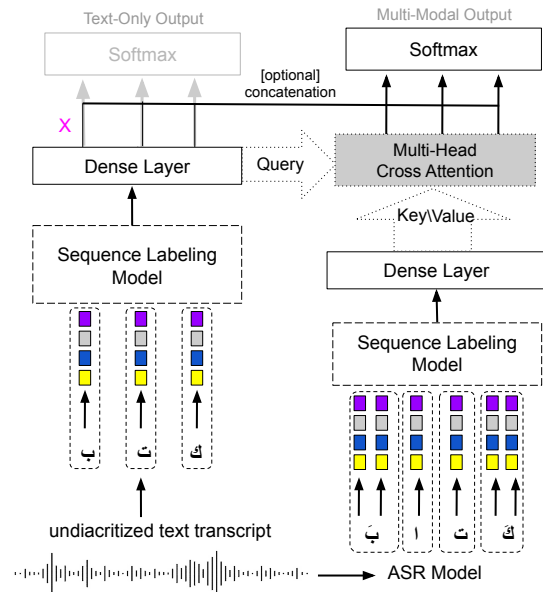 Text-Only Output
Softmax
Multi-Modal Output
Softmax
[optional]
concatenation
X
Dense Layer
Query
Multi-Head
Cross Attention
Key\Value
Sequence Labeling
Model
Dense Layer
Sequence Labeling
Model
ب ت ك
بَ ا ت كَ
undiacritized text transcript
ASR Model